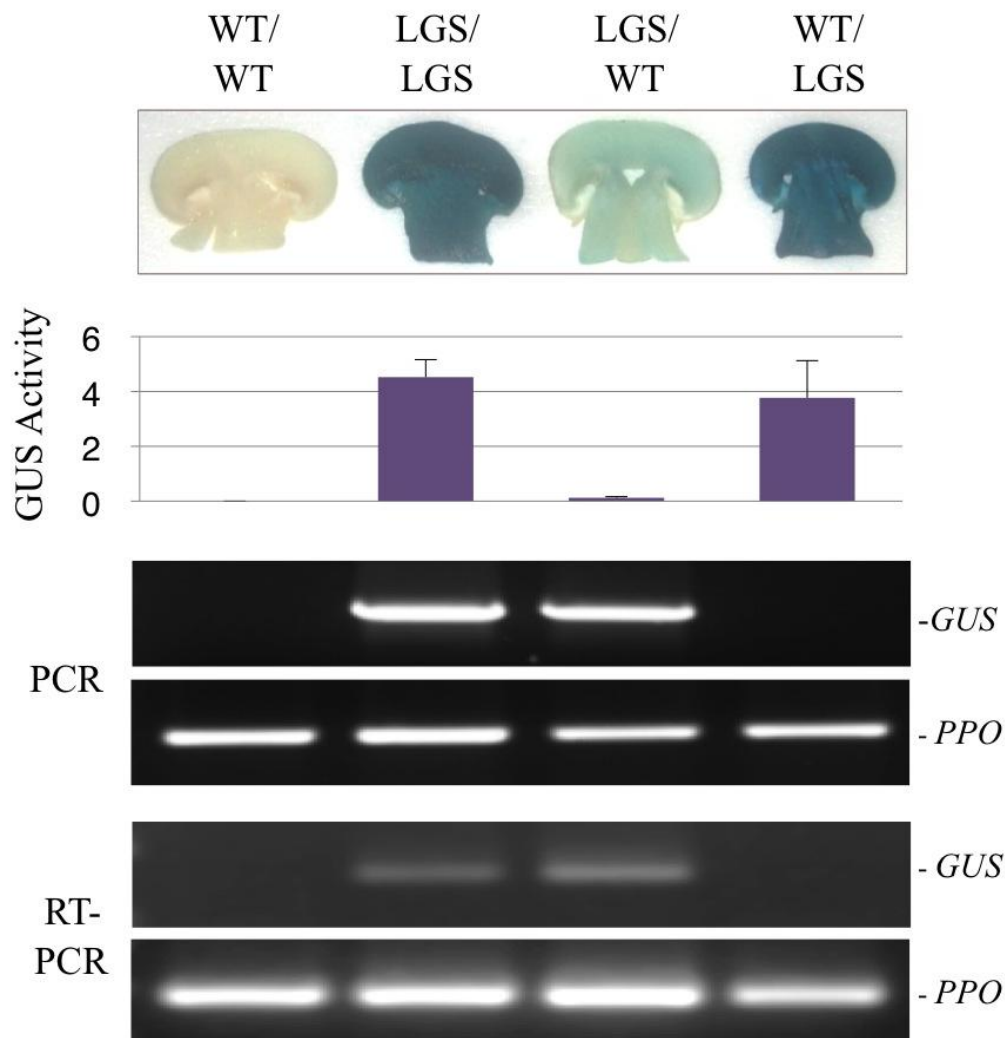 WT/
WT
LGS/
LGS
LGS/
WT
WT/
LGS
GUS Activity
6
4
2
0
PCR
-GUS
- PPO
RT-
PCR
- GUS
- PPO